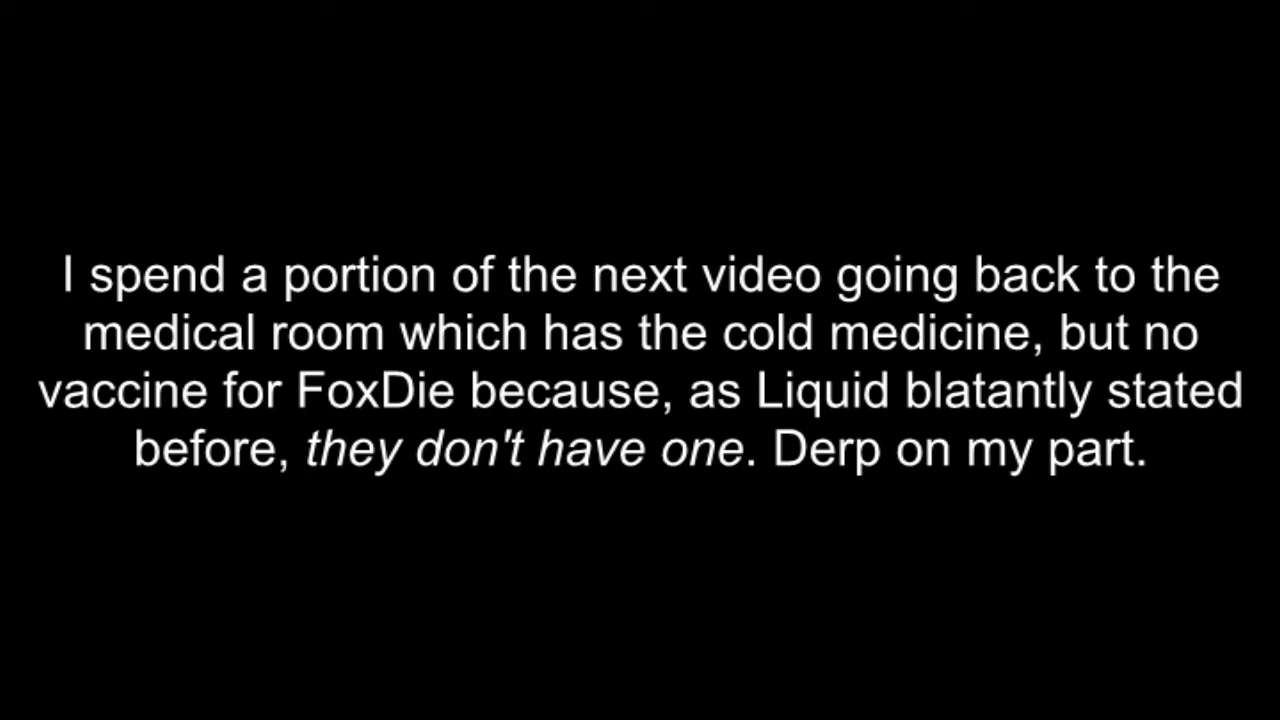 I spend a portion of the next video going back to the
medical room which has the cold medicine, but no
vaccine for FoxDie because, as Liquid blatantly stated
before, they don't have one. Derp on my part.